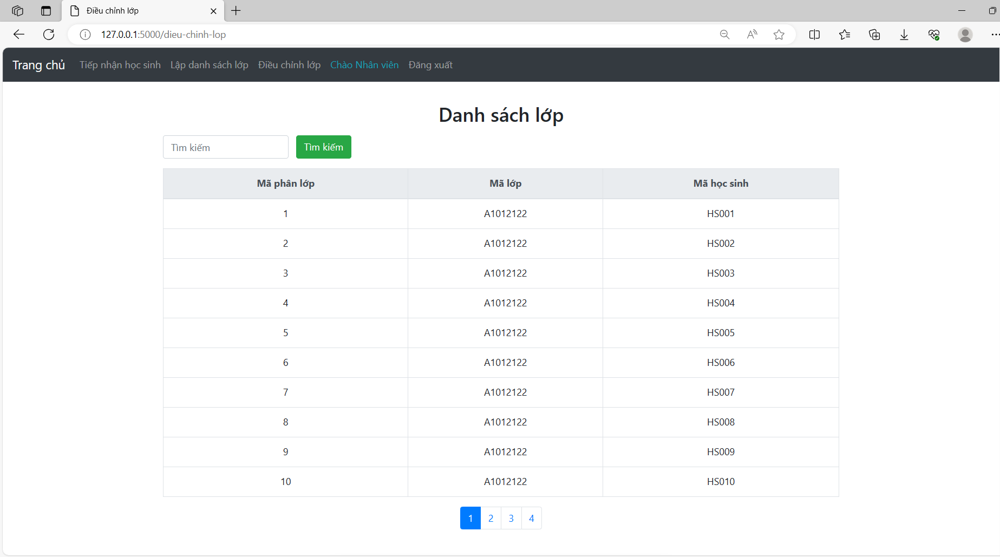 Điều chỉnh lớp
127.0.0.1:5000/dieu-chinh-lop
Trang chủ Tiếp nhận học sinh Lập danh sách lớp Điều chỉnh lớp Chào Nhân viên Đăng xuất
Danh sách lớp
Tìm kiếm Tìm kiếm
Mã phân lớp Mã lớp Mã học sinh
1 A1012122 HS001
2 A1012122 HS002
3 A1012122 HS003
4 A1012122 HS004
5 A1012122 HS005
6 A1012122 HS006
7 A1012122 HS007
8 A1012122 HS008
9 A1012122 HS009
10 A1012122 HS010
1 2 3 4